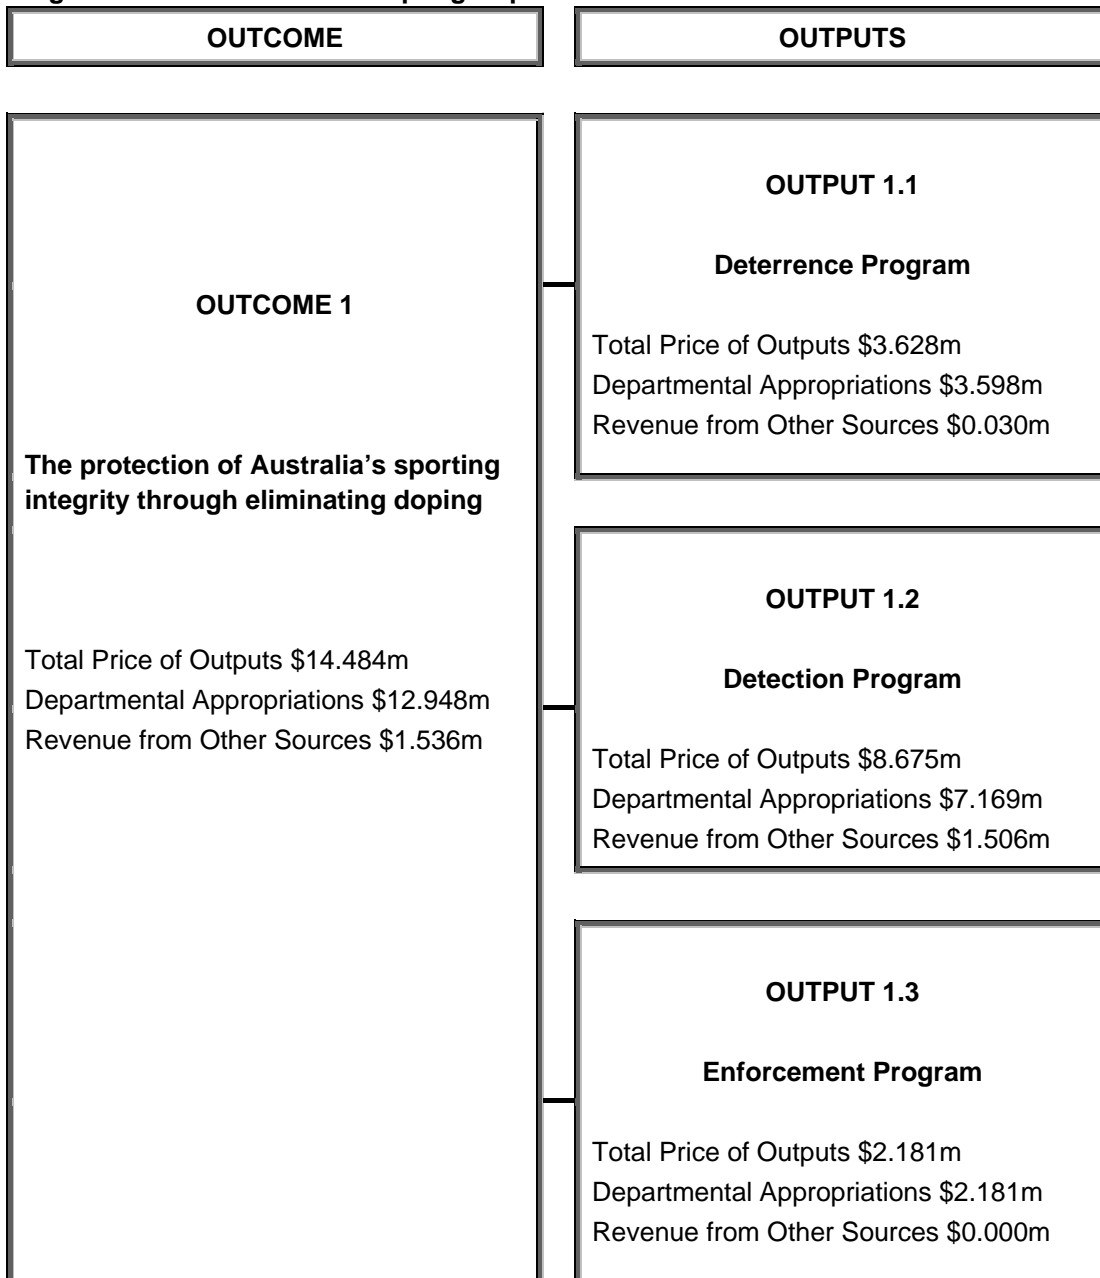 OUTCOME
OUTPUTS
OUTCOME 1
The protection of Australia’s sporting
integrity through eliminating doping
Total Price of Outputs $14.484m
Departmental Appropriations $12.948m
Revenue from Other Sources $1.536m
OUTPUT 1.1
Deterrence Program
Total Price of Outputs $3.628m
Departmental Appropriations $3.598m
Revenue from Other Sources $0.030m
OUTPUT 1.2
Detection Program
Total Price of Outputs $8.675m
Departmental Appropriations $7.169m
Revenue from Other Sources $1.506m
OUTPUT 1.3
Enforcement Program
Total Price of Outputs $2.181m
Departmental Appropriations $2.181m
Revenue from Other Sources $0.000m